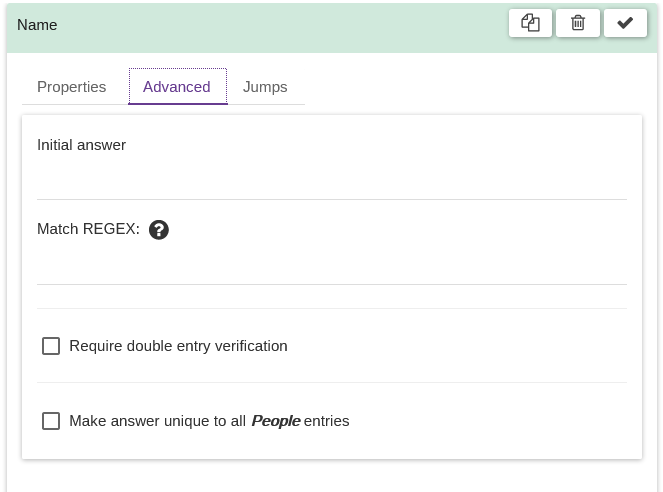 Name
Properties Advanced Jumps
Initial answer
Match REGEX: ?
Require double entry verification
Make answer unique to all People entries